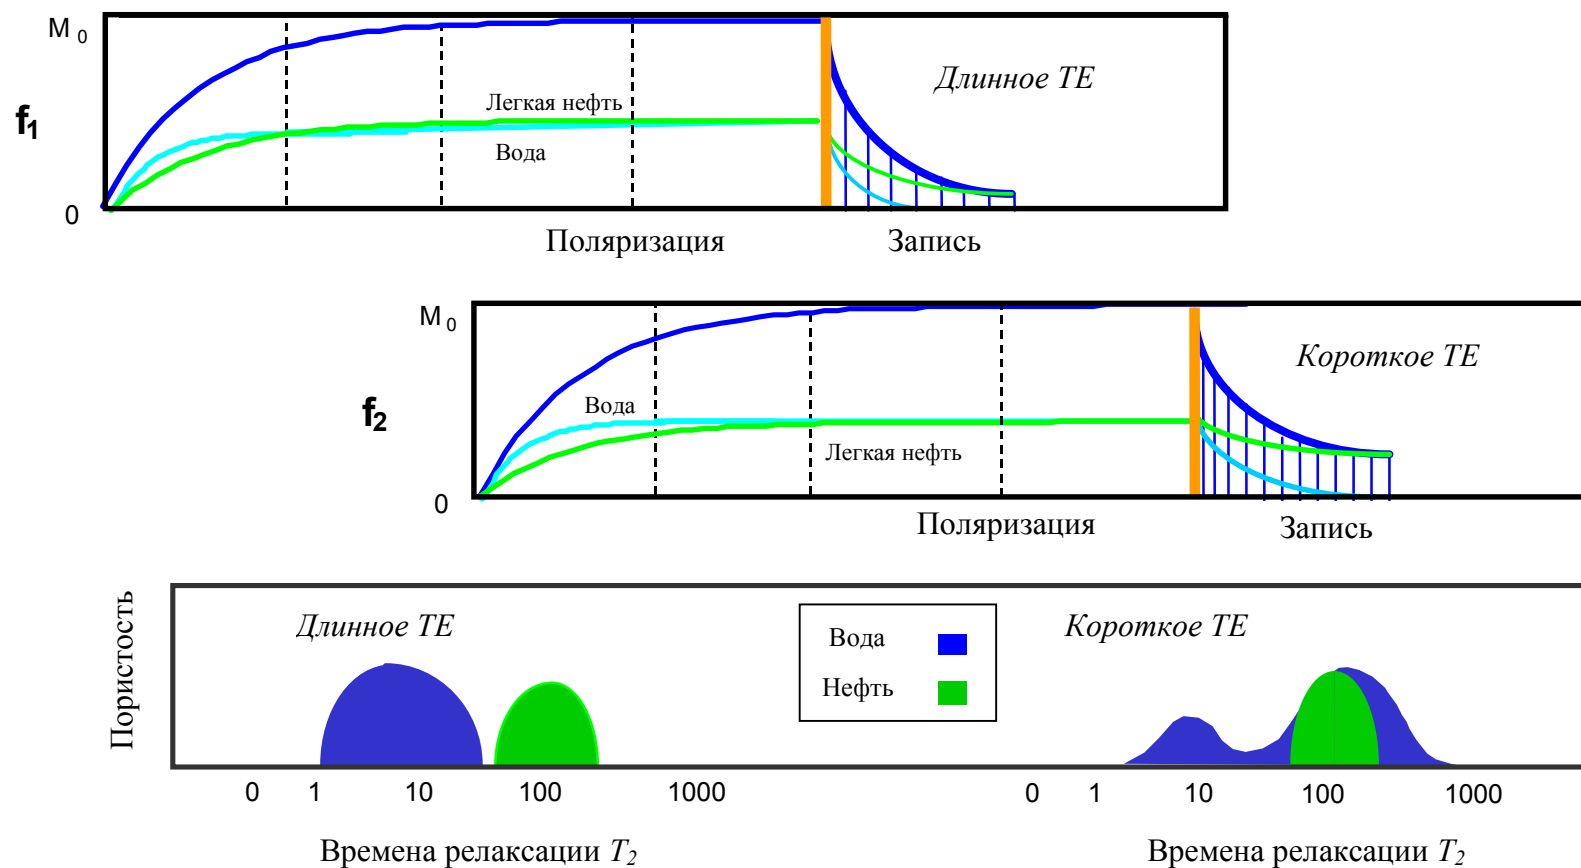 M 0
Длинное TE
Легкая нефть
f1
Вода
0
Поляризация Запись
M 0
Короткое TE
Вода
f2
Легкая нефть
0
Поляризация Запись
Пористость
Длинное TE
Вода
Нефть
Короткое TE
0 1 10 100 1000
0 1 10 100 1000
Времена релаксации T2
Времена релаксации T2